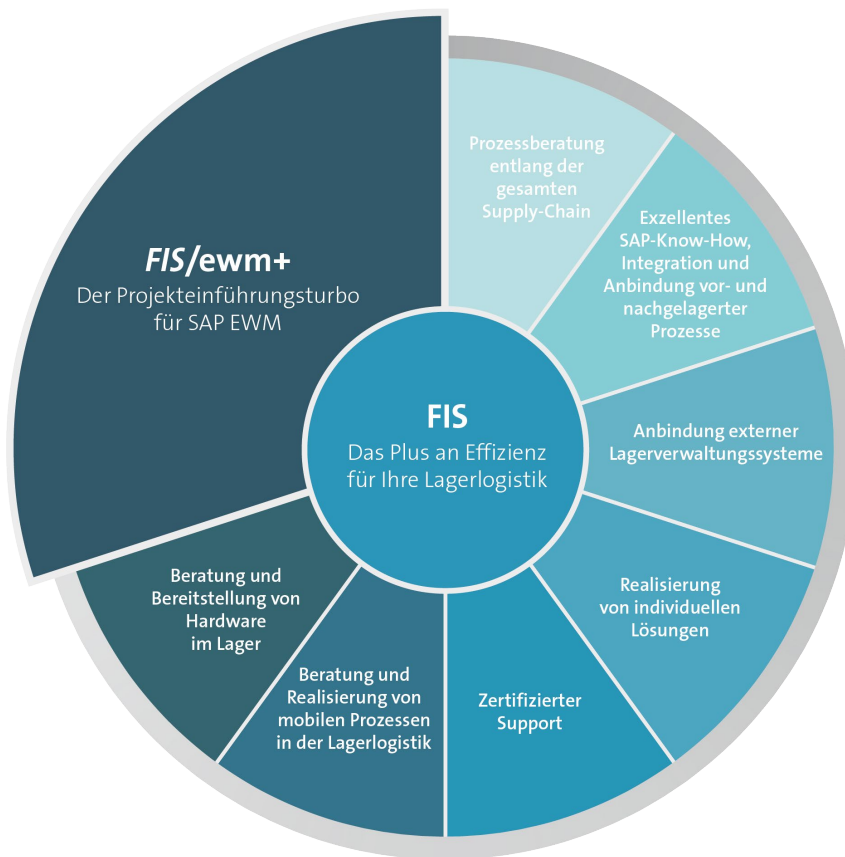 FIS/ewm+
Der Projekteinführungsturbo
für SAP EWM
Prozessberatung
entlang der
gesamten
Supply-Chain
Exzellentes
SAP-Know-How,
Integration und
Anbindung vor- und
nachgelagerter
Prozesse
Anbindung externer
Lagerverwaltungssysteme
Realisierung
von individuellen
Lösungen
Zertifizierter
Support
Beratung und
Realisierung von
mobilen Prozessen
in der Lagerlogistik
Beratung und
Bereitstellung von
Hardware
im Lager
FIS
Das Plus an Effizienz
für Ihre Lagerlogistik